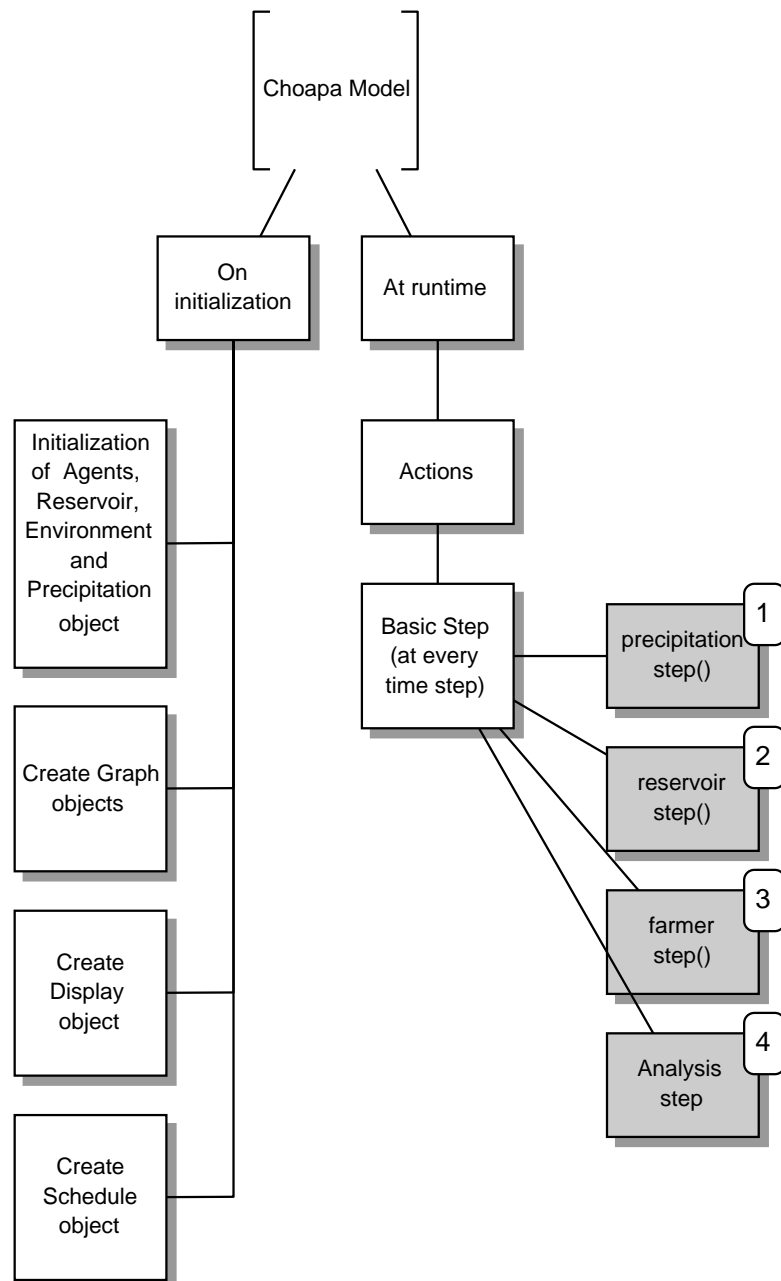 Choapa Model
On
initialization
At runtime
Initialization
of Agents,
Reservoir,
Environment
and
Precipitation
object
Actions
Basic Step
(at every
time step)
1
precipitation
step()
Create Graph
objects
2
reservoir
step()
3
farmer
step()
Create
Display
object
4
Analysis
step
Create
Schedule
object